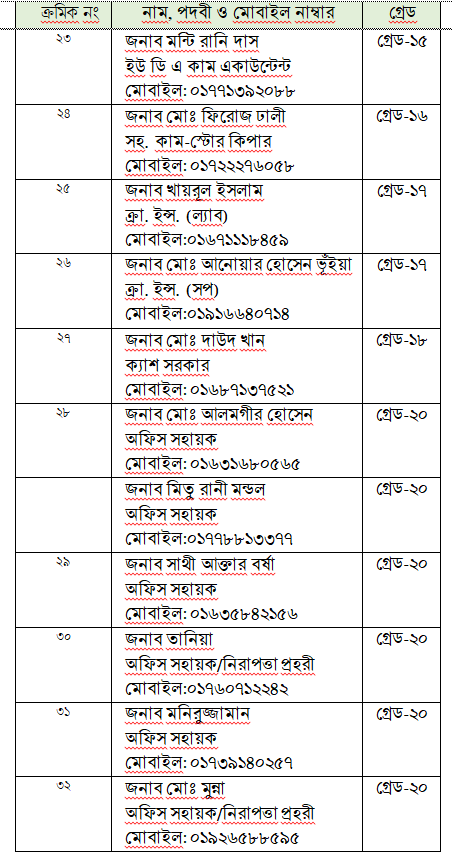 ক্রমিক নং নাম, পদবী ও মোবাইল নাম্বার গ্রেড
২৩ জনাব মন্টি রানি দাস গ্রেড-১৫
ইউ ডি এ কাম একাউন্টেন্ট
মোবাইল: ০১৭৭১৩৯২০৮৮
২৪ জনাব মোঃ ফিরোজ ঢালী গ্রেড-১৬
সহ. কাম-স্টোর কিপার
মোবাইল: ০১৭২২২৭৬০৫৮
২৫ জনাব খায়রূল ইসলাম গ্রেড-১৭
ক্রা. ইন্স. (ল্যাব)
মোবাইল:০১৬৭১১১৮৪৫৯
২৬ জনাব মোঃ আনোয়ার হোসেন ভূঁইয়া গ্রেড-১৭
ক্রা. ইন্স. (সপ)
মোবাইল:০১৯১৬৬৪০৭১৪
২৭ জনাব মোঃ দাউদ খান গ্রেড-১৮
ক্যাশ সরকার
মোবাইল: ০১৬৮৭১৩৭৫২১
২৮ জনাব মোঃ আলমগীর হোসেন গ্রেড-২০
অফিস সহায়ক
মোবাইল: ০১৬৩১৬৮০৫৬৫
জনাব মিতু রানী মন্ডল গ্রেড-২০
অফিস সহায়ক
মোবাইল:০১৭৭৮৮১৩৩৭৭
২৯ জনাব সাথী আক্তার বর্ষা গ্রেড-২০
অফিস সহায়ক
মোবাইল: ০১৬৩৫৮৪২১৫৬
৩০ জনাব তানিয়া গ্রেড-২০
অফিস সহায়ক/নিরাপত্তা প্রহরী
মোবাইল:০১৭৬০৭১২২৪২
৩১ জনাব মনিরুজ্জামান গ্রেড-২০
অফিস সহায়ক
মোবাইল: ০১৭৩৯১৪০২৫৭
৩২ জনাব মোঃ মুন্না গ্রেড-২০
অফিস সহায়ক/নিরাপত্তা প্রহরী
মোবাইল: ০১৯২৬৫৮৮৫৯৫